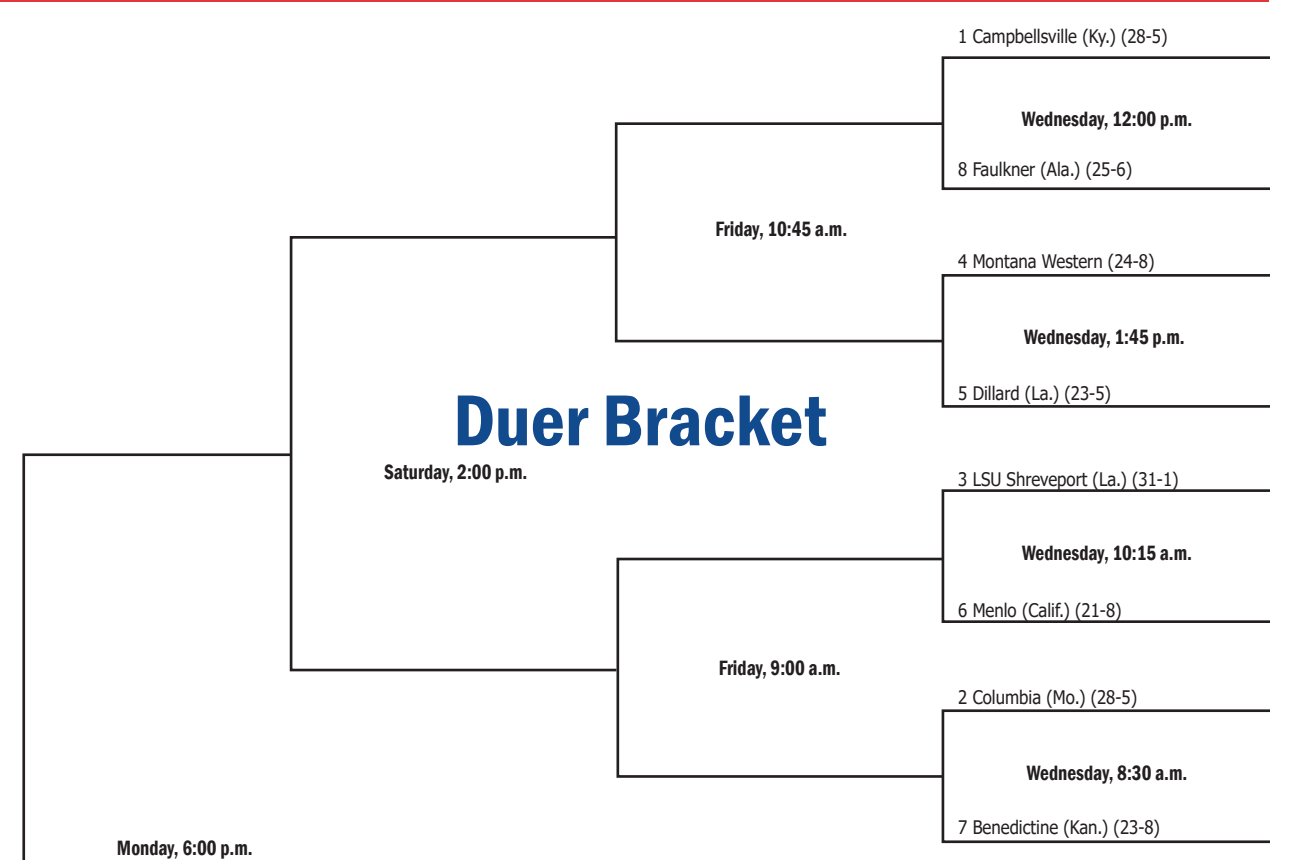 1 Campbellsville (Ky.) (28-5)
Wednesday, 12:00 p.m.
8 Faulkner (Ala.) (25-6)
Friday, 10:45 a.m.
4 Montana Western (24-8)
Wednesday, 1:45 p.m.
5 Dillard (La.) (23-5)
Duer Bracket
Saturday, 2:00 p.m.
3 LSU Shreveport (La.) (31-1)
Wednesday, 10:15 a.m.
6 Menlo (Calif.) (21-8)
Friday, 9:00 a.m.
2 Columbia (Mo.) (28-5)
Wednesday, 8:30 a.m.
7 Benedictine (Kan.) (23-8)
Monday, 6:00 p.m.